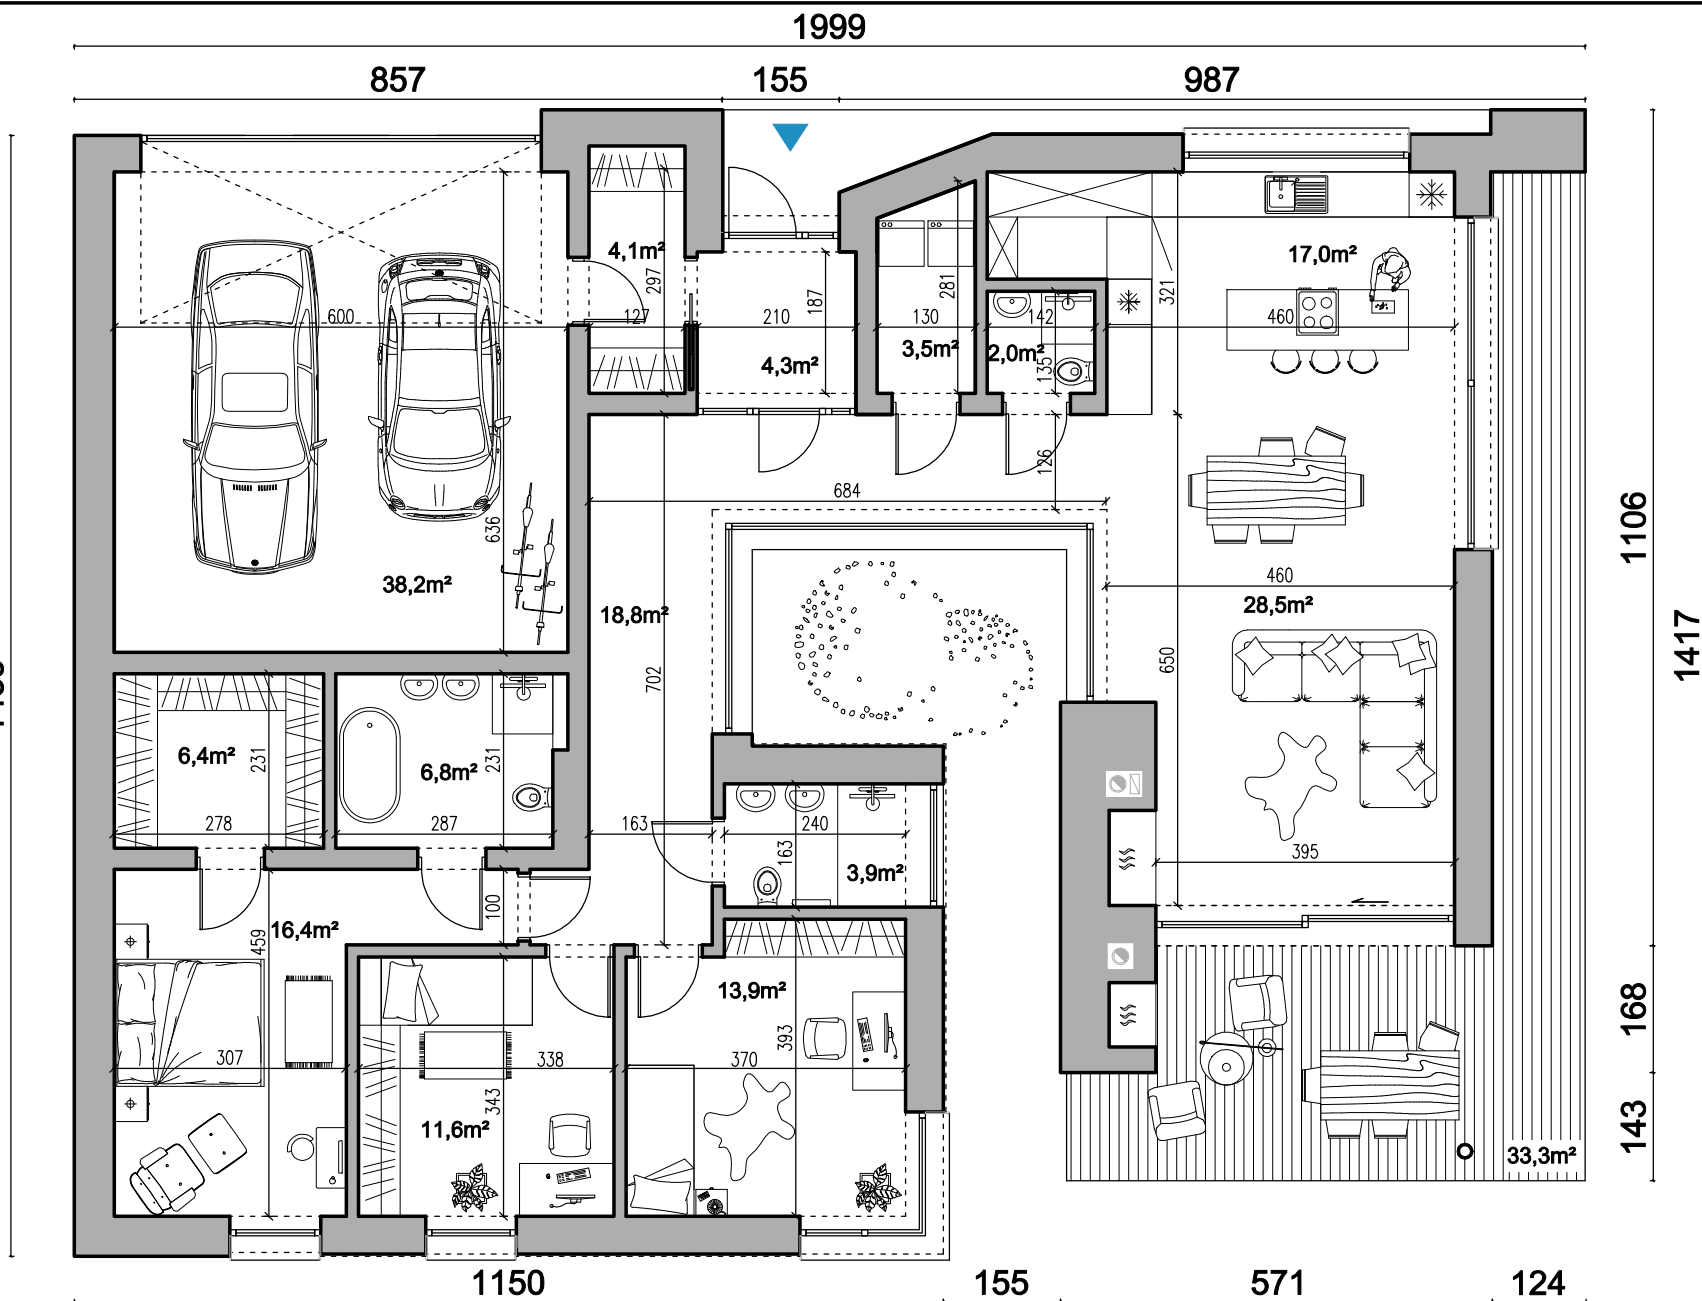 1999
857 155 987
4,1m²
17,0m²
297
187
281
321
600 127 210 130 142 460
3,5m² 2,0m²
4,3m²
135
126
684
636
1106
38,2m²
460
28,5m²
18,8m²
1417
650
702
6,4m²
231
6,8m²
231
278 287 163 240
163
395
3,9m²
100
16,4m²
459
13,9m²
168
393
307 338 370
343
11,6m²
143
33,3m²
1150 155 571 124